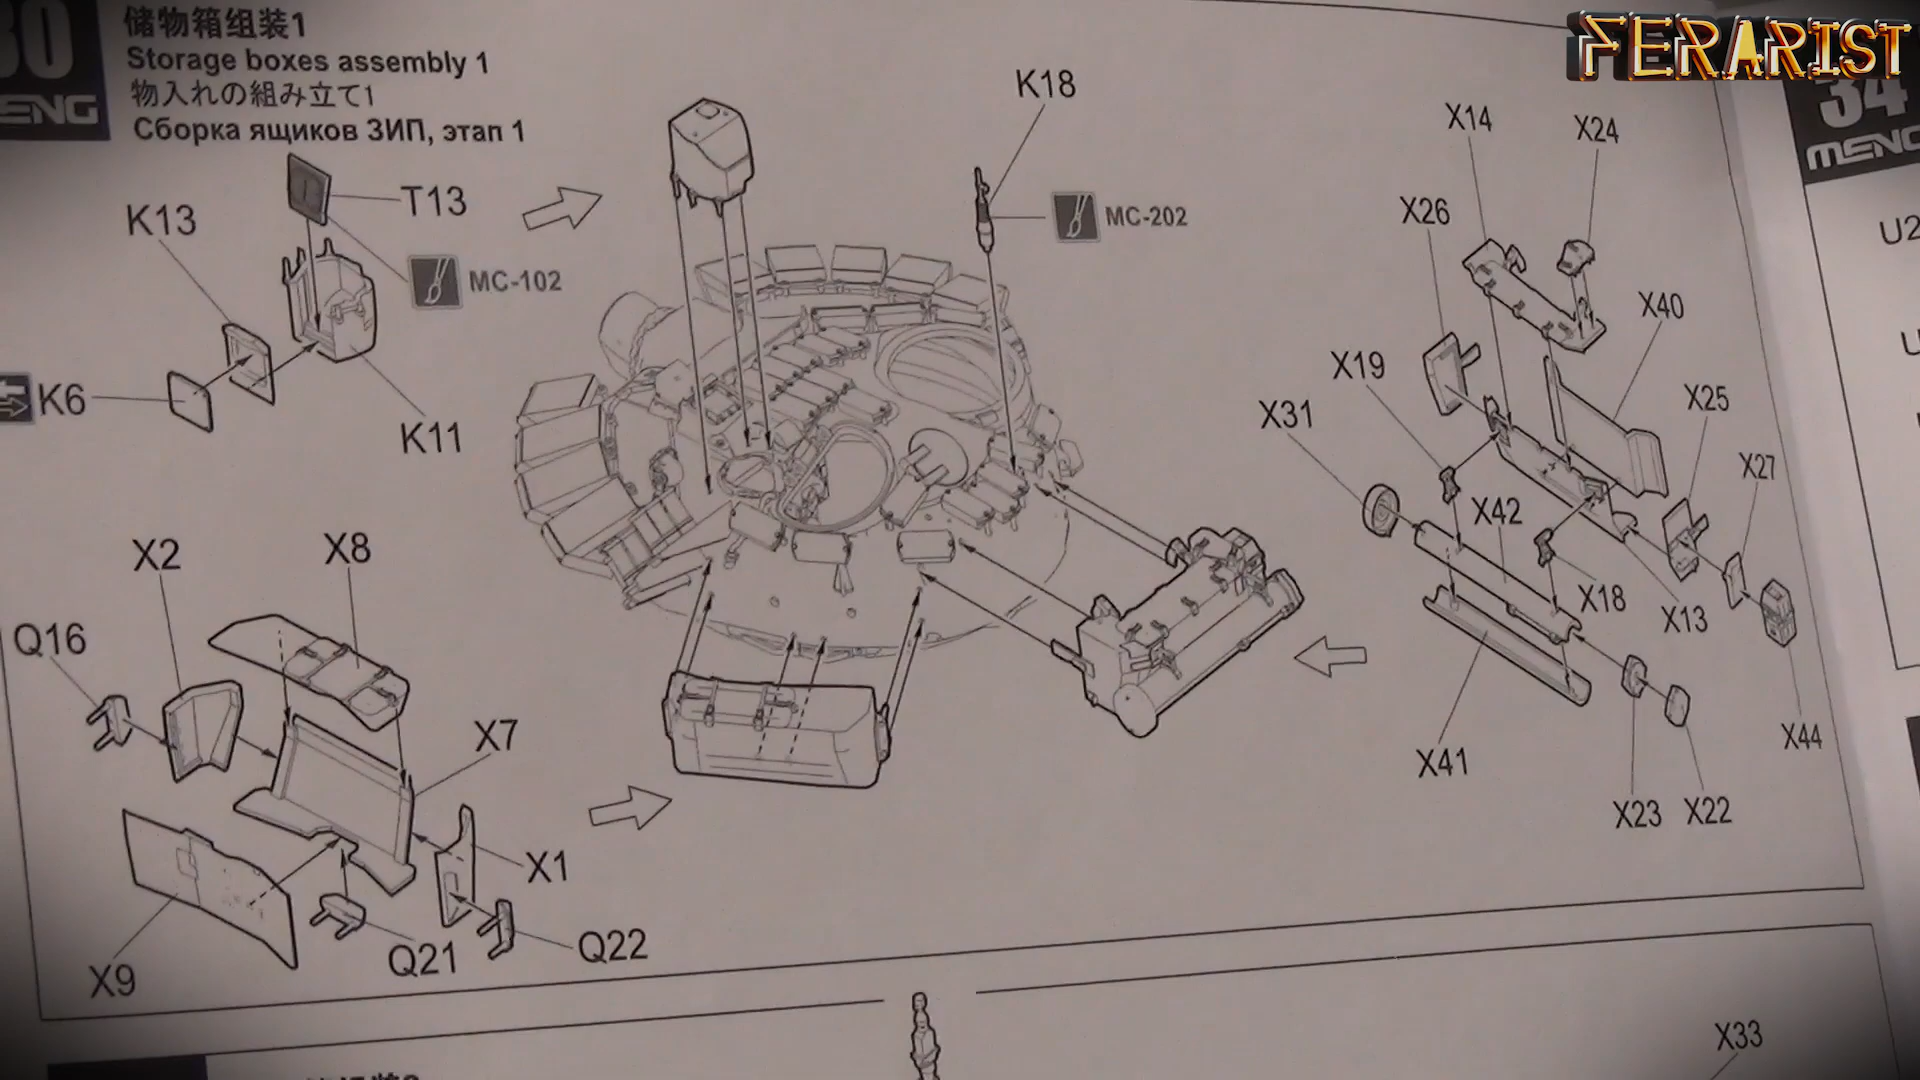 30
MENG
储物箱组装1
Storage boxes assembly 1
物入れの組み立て1
Сборка ящиков ЗИП, этап 1
FERARIST
34
MENG
K13
T13
MC-102
K6
K11
K18
MC-202
X14
X24
X26
X40
X19
X25
X31
X27
X42
X18
X13
X41
X44
X23
X22
X2
X8
Q16
X7
X1
X9
Q21
Q22
X33